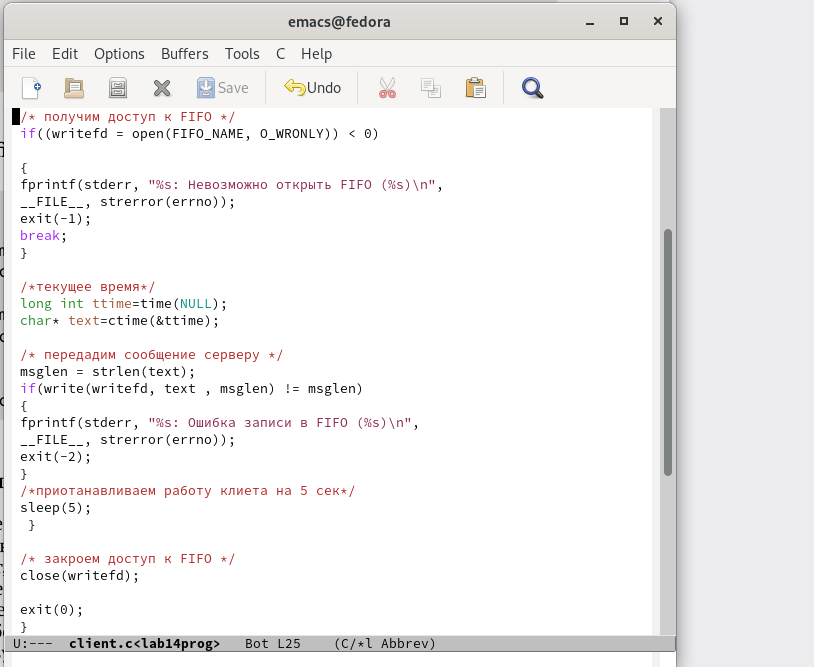 emacs@fedora
File Edit Options Buffers Tools C Help
Save Undo
/* получим доступ к FIFO */
if((writefd = open(FIFO_NAME, O_WRONLY)) < 0)
{
fprintf(stderr, "%s: Невозможно открыть FIFO (%s)\n",
__FILE__, strerror(errno));
exit(-1);
break;
}
/*текущее время*/
long int ttime=time(NULL);
char* text=ctime(&ttime);
/* передадим сообщение серверу */
msglen = strlen(text);
if(write(writefd, text , msglen) != msglen)
{
fprintf(stderr, "%s: Ошибка записи в FIFO (%s)\n",
__FILE__, strerror(errno));
exit(-2);
}
/*приотанавливаем работу клиета на 5 сек*/
sleep(5);
}
/* закроем доступ к FIFO */
close(writefd);
exit(0);
}
U:--- client.c<lab14prog> Bot L25 (C/*l Abbrev)